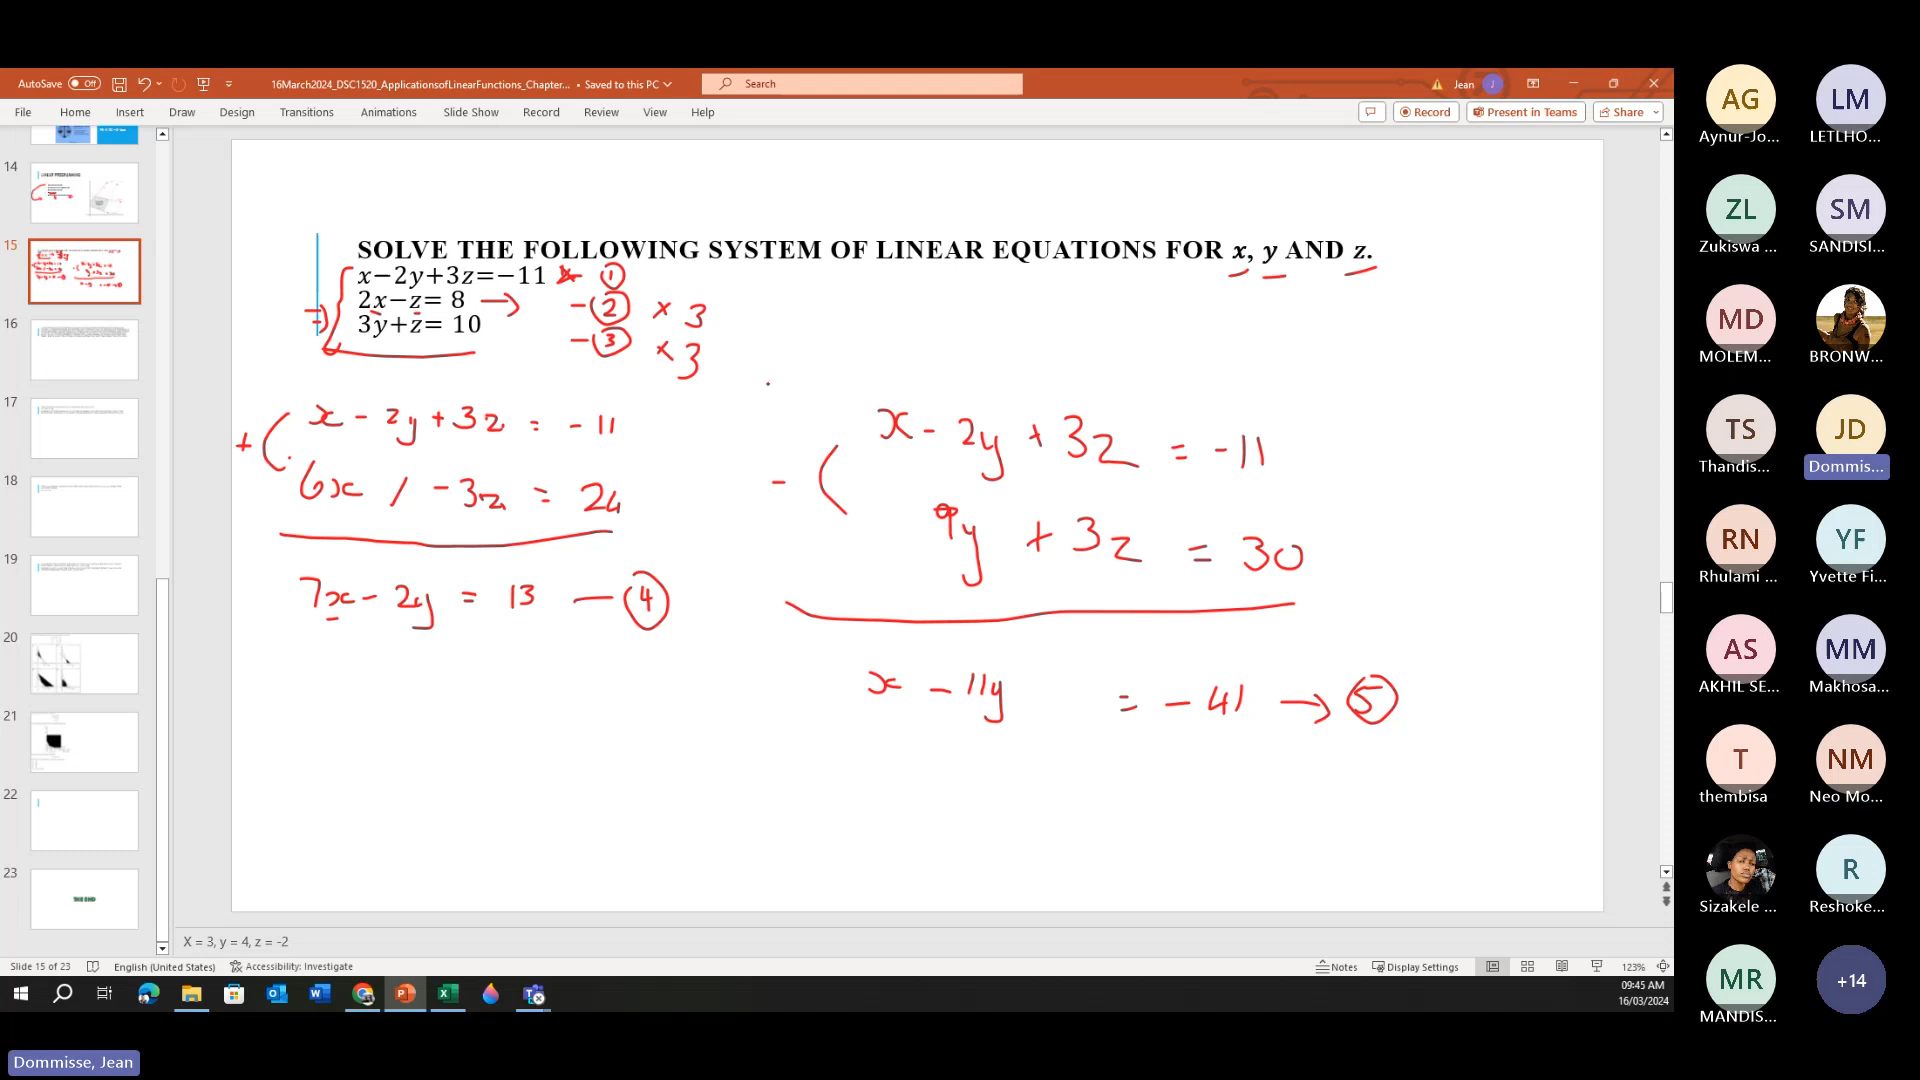 AutoSave Off
16March2024_DSC1520_ApplicationsofLinearFunctions_Chapter... • Saved to this PC
Search
Jean J
File Home Insert Draw Design Transitions Animations Slide Show Record Review View Help
Record Present in Teams Share
14
15
16
17
18
19
20
21
22
23
THE END
SOLVE THE FOLLOWING SYSTEM OF LINEAR EQUATIONS FOR x, y AND z.
x−2y+3z=−11 ①
2x−z= 8 → - ② × 3
3y+z= 10 - ③ × 3
+ ( x - 2y + 3z = - 11
6x / - 3z = 24
7x - 2y = 13 — ④
- ( x - 2y + 3z = - 11
9y + 3z = 30
x - 11y = - 41 → ⑤
X = 3, y = 4, z = -2
Slide 15 of 23 English (United States) Accessibility: Investigate
Notes Display Settings 123%
09:45 AM
16/03/2024
Dommisse, Jean
AG
Aynur-Jo...
LM
LETLHO...
ZL
Zukiswa ...
SM
SANDISI...
MD
MOLEM...
BRONW...
TS
Thandis...
JD
Dommis...
RN
Rhulami ...
YF
Yvette Fi...
AS
AKHIL SE...
MM
Makhosa...
T
thembisa
NM
Neo Mo...
Sizakele ...
R
Reshoke...
MR
MANDIS...
+14